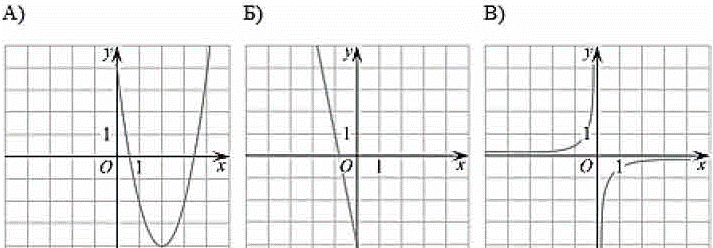 А) Б) В)
y y y
1 1 1
O 1 x O 1 x O 1 x